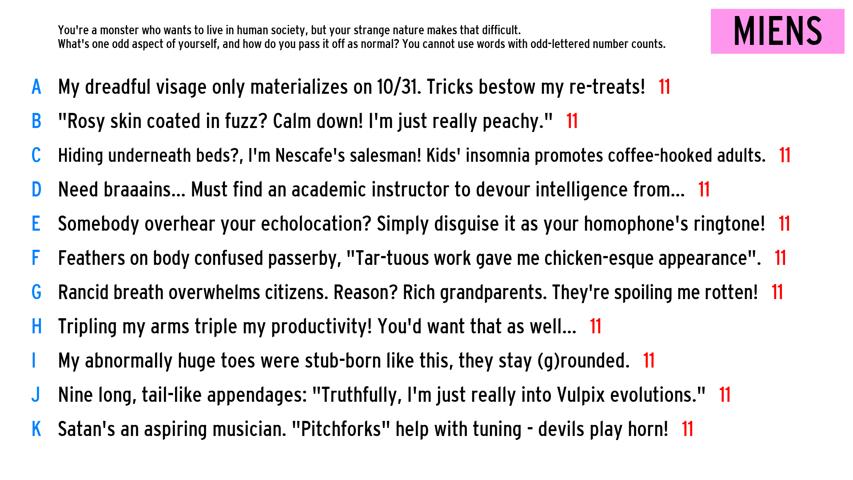 You're a monster who wants to live in human society, but your strange nature makes that difficult.
What's one odd aspect of yourself, and how do you pass it off as normal? You cannot use words with odd-lettered number counts.
MIENS
A My dreadful visage only materializes on 10/31. Tricks bestow my re-treats! 11
B "Rosy skin coated in fuzz? Calm down! I'm just really peachy." 11
C Hiding underneath beds?, I'm Nescafe's salesman! Kids' insomnia promotes coffee-hooked adults. 11
D Need braaains... Must find an academic instructor to devour intelligence from... 11
E Somebody overhear your echolocation? Simply disguise it as your homophone's ringtone! 11
F Feathers on body confused passerby, "Tar-tuous work gave me chicken-esque appearance". 11
G Rancid breath overwhelms citizens. Reason? Rich grandparents. They're spoiling me rotten! 11
H Tripling my arms triple my productivity! You'd want that as well... 11
I My abnormally huge toes were stub-born like this, they stay (g)rounded. 11
J Nine long, tail-like appendages: "Truthfully, I'm just really into Vulpix evolutions." 11
K Satan's an aspiring musician. "Pitchforks" help with tuning - devils play horn! 11